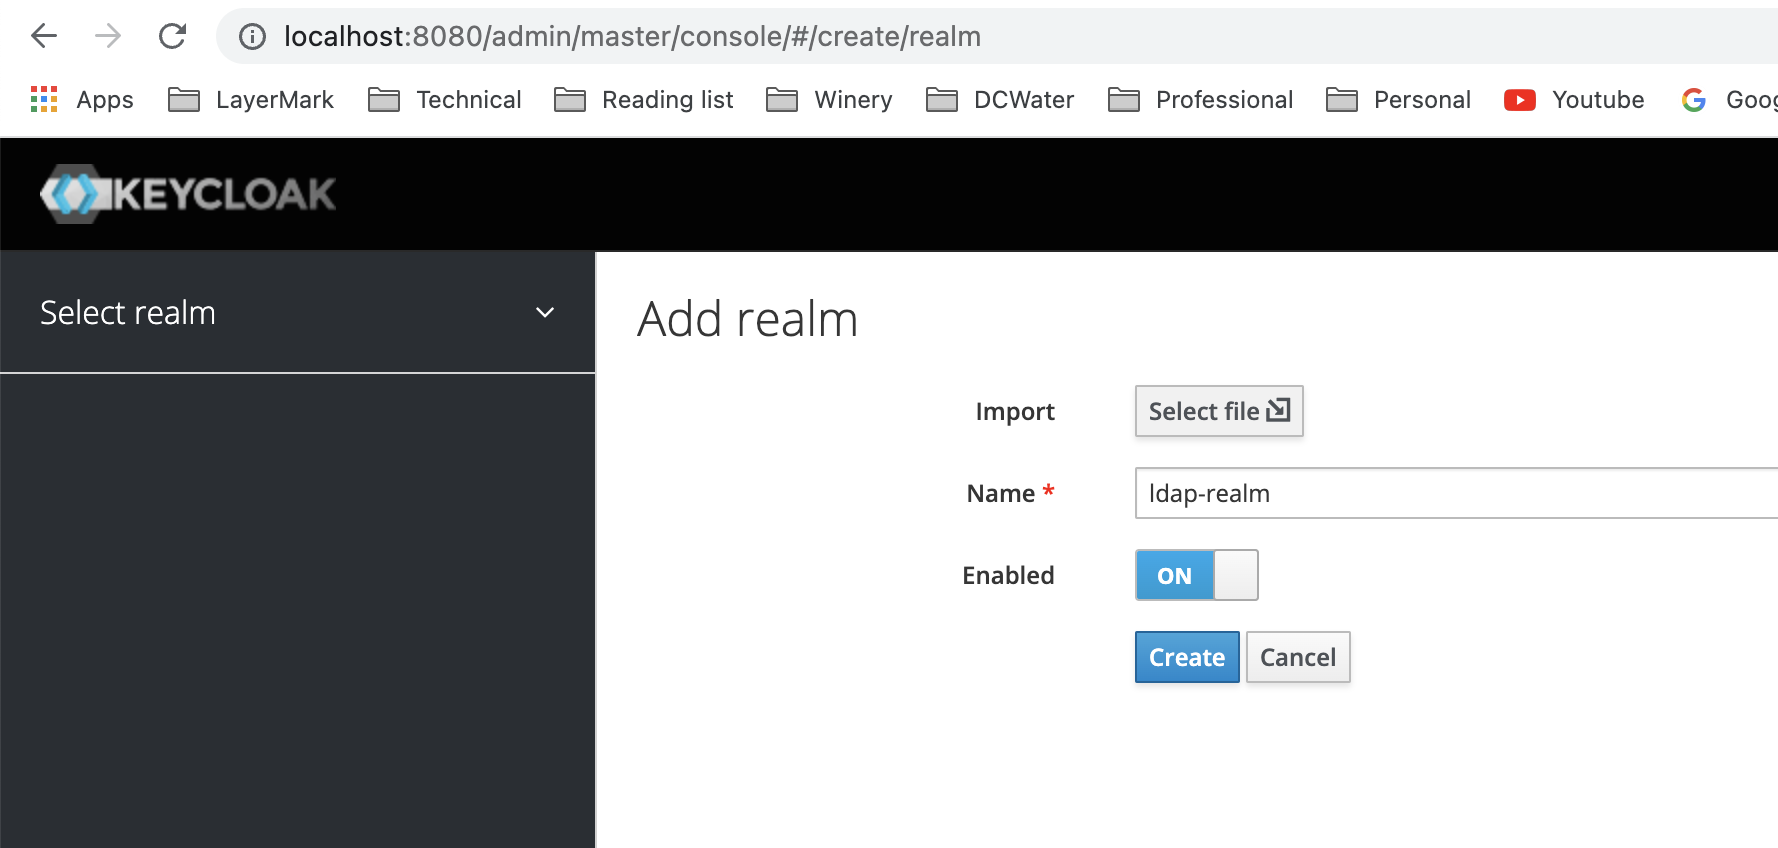 localhost:8080/admin/master/console/#/create/realm
Apps LayerMark Technical Reading list Winery DCWater Professional Personal Youtube Goog
KEYCLOAK
Select realm
Add realm
Import Select file
Name * ldap-realm
Enabled ON
Create Cancel